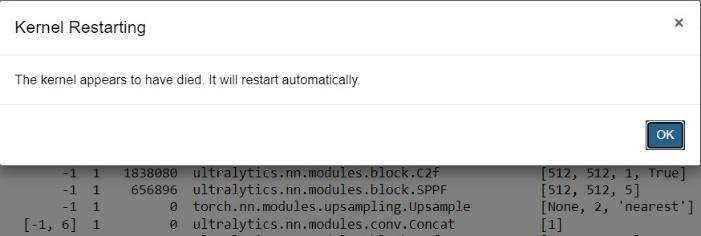 Kernel Restarting
×
The kernel appears to have died. It will restart automatically.
OK
-1 1 1838080 ultralytics.nn.modules.block.C2f [512, 512, 1, True]
-1 1 656896 ultralytics.nn.modules.block.SPPF [512, 512, 5]
-1 1 0 torch.nn.modules.upsampling.Upsample [None, 2, 'nearest']
[-1, 6] 1 0 ultralytics.nn.modules.conv.Concat [1]